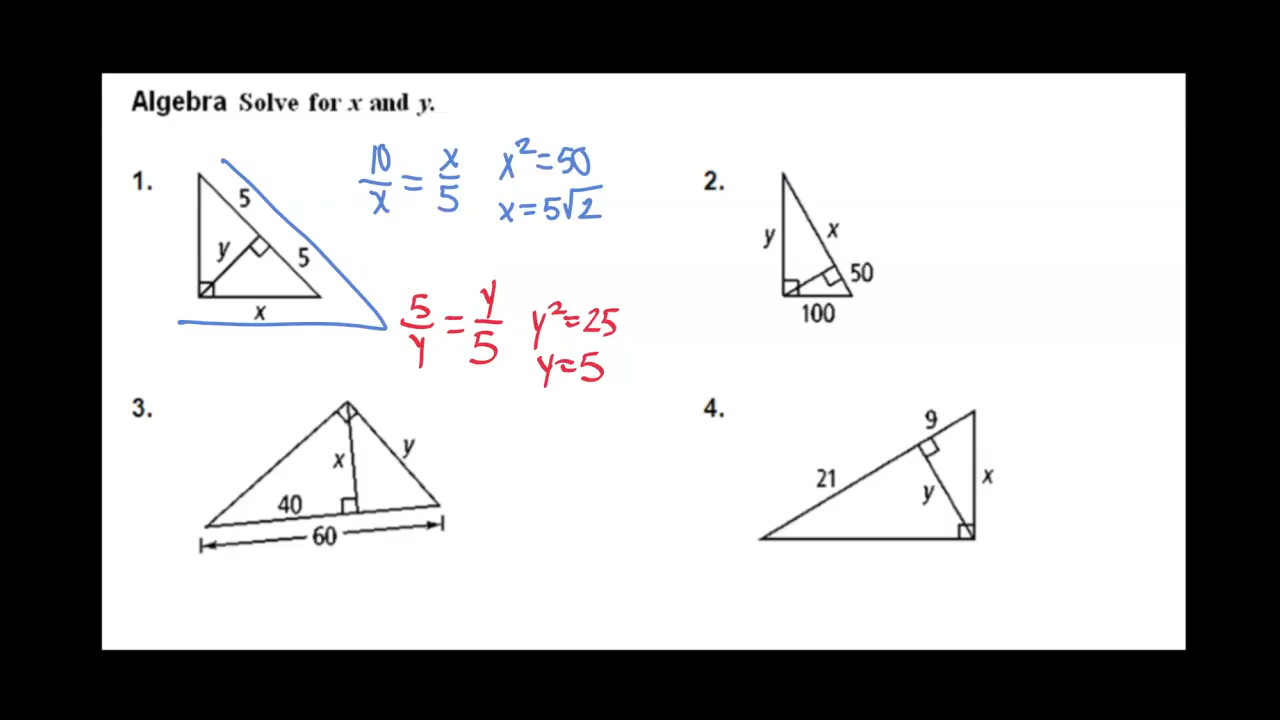 Algebra Solve for x and y.
1.
5
y
5
x
10/x = x/5
x² = 50
x = 5√2
5/y = y/5
y² = 25
y = 5
2.
y
x
50
100
3.
x
y
40
60
4.
9
21
y
x